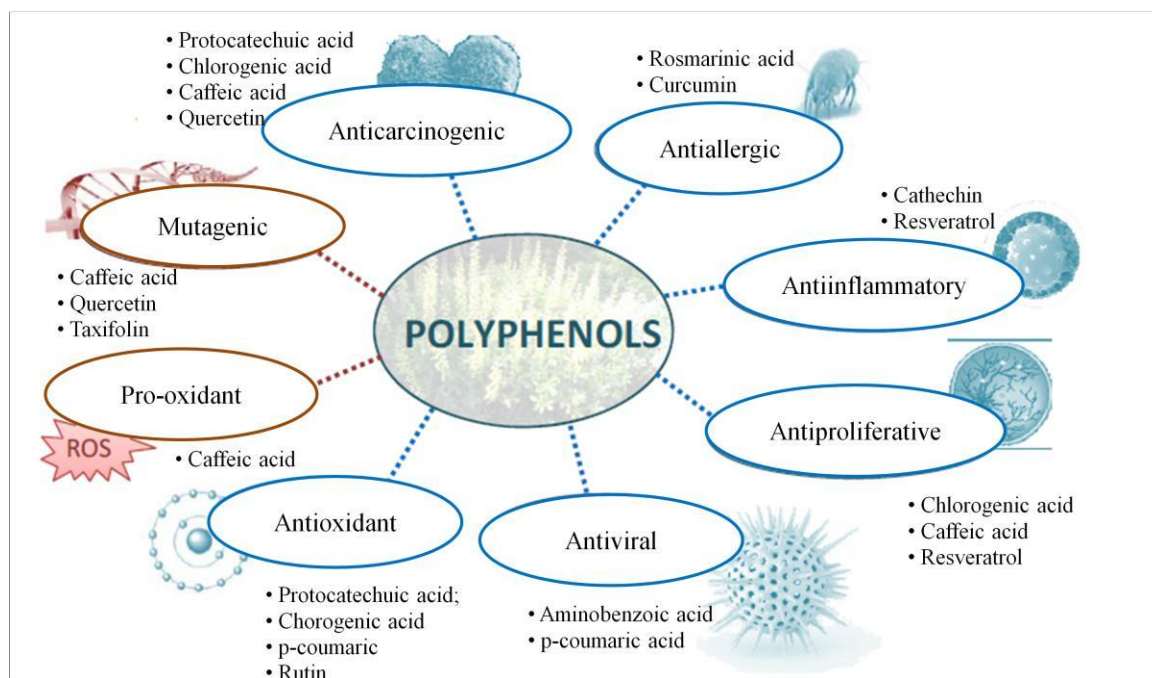 • Protocatechuic acid
• Chlorogenic acid
• Caffeic acid
• Quercetin
Anticarcinogenic
• Rosmarinic acid
• Curcumin
Antiallergic
• Cathechin
• Resveratrol
Antiinflammatory
Mutagenic
• Caffeic acid
• Quercetin
• Taxifolin
POLYPHENOLS
Pro-oxidant
ROS
• Caffeic acid
Antiproliferative
• Chlorogenic acid
• Caffeic acid
• Resveratrol
Antioxidant
• Protocatechuic acid;
• Chorogenic acid
• p-coumaric
• Rutin
Antiviral
• Aminobenzoic acid
• p-coumaric acid